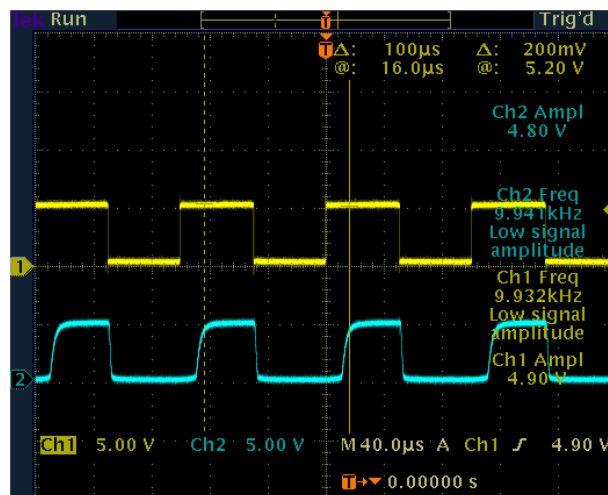 Tek Run Trig'd
T
T Δ: 100µs Δ: 200mV
@: 16.0µs @: 5.20 V
Ch2 Ampl
4.80 V
Ch2 Freq
9.941kHz
Low signal
amplitude
1
Ch1 Freq
9.932kHz
Low signal
amplitude
Ch1 Ampl
4.90 V
2
Ch1 5.00 V Ch2 5.00 V M 40.0µs A Ch1 ʃ 4.90 V
T→▼ 0.00000 s